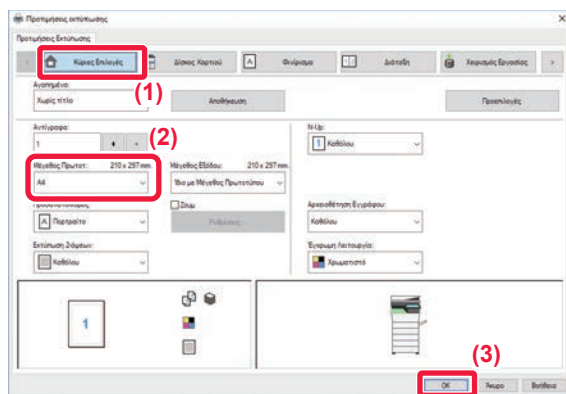 Προτιμήσεις εκτύπωσης
Προτιμήσεις Εκτύπωσης
Κύριες Επιλογές
Δίσκος Χαρτιού
Φινίρισμα
Διάταξη
Χειρισμός Εργασίας
(1)
Αγαπημένα:
Χωρίς τίτλο
Αποθήκευση
Προεπιλογές
Αντίγραφα:
(2)
N-Up:
1
+ -
1 Καθόλου
Μέγεθος Πρωτοτ.: 210 x 297 mm
Μέγεθος Εξόδου: 210 x 297 mm
A4
Ίδιο με Μέγεθος Πρωτοτύπου
Προσανατολισμός:
Ζουμ
Αρχειοθέτηση Εγγράφου:
A Πορτραίτο
Ρυθμίσεις...
Καθόλου
Εκτύπωση 2 όψεων:
Έγχρωμη Λειτουργία:
Καθόλου
Χρωματιστό
1
(3)
OK
Άκυρο
Βοήθεια